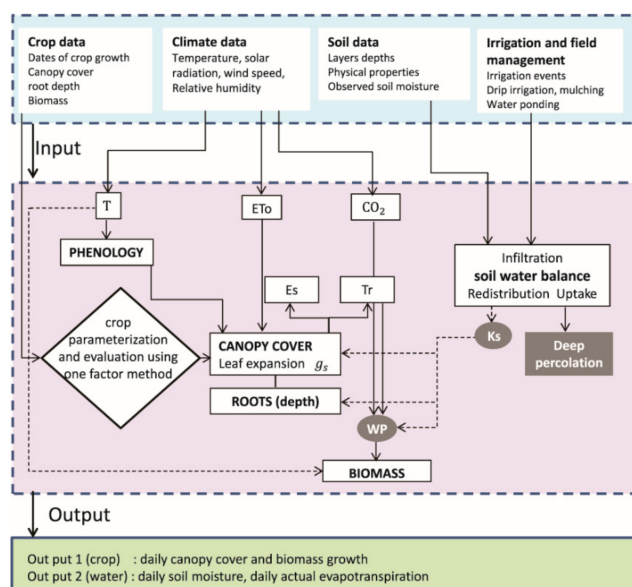 Crop data
Dates of crop growth
Canopy cover
root depth
Biomass
Climate data
Temperature, solar
radiation, wind speed,
Relative humidity
Soil data
Layers depths
Physical properties
Observed soil moisture
Irrigation and field
management
Irrigation events
Drip irrigation, mulching
Water ponding
Input
T
ETo
CO₂
PHENOLOGY
Infiltration
soil water balance
Redistribution Uptake
Es
Tr
crop
parameterization
and evaluation using
one factor method
CANOPY COVER
Leaf expansion gₛ
Ks
Deep
percolation
ROOTS (depth)
WP
BIOMASS
Output
Out put 1 (crop) : daily canopy cover and biomass growth
Out put 2 (water) : daily soil moisture, daily actual evapotranspiration